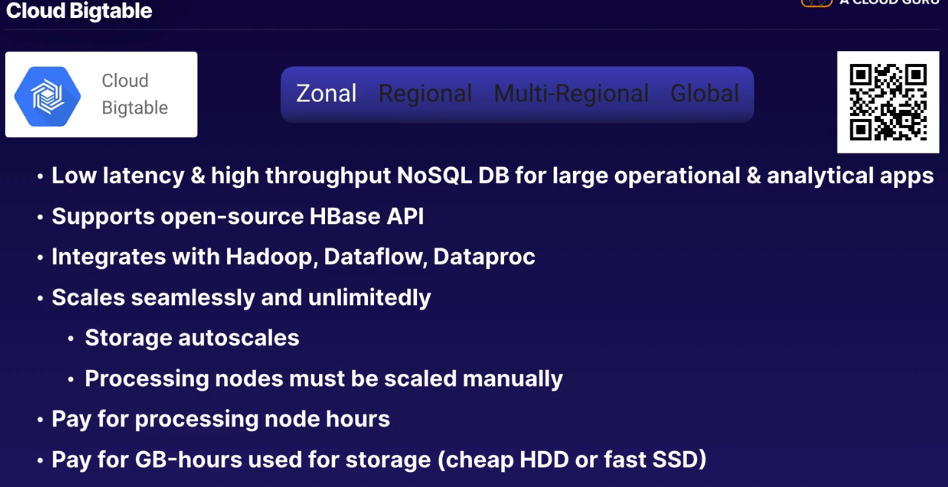 Cloud Bigtable
A CLOUD GURU
Cloud
Bigtable
Zonal Regional Multi-Regional Global
• Low latency & high throughput NoSQL DB for large operational & analytical apps
• Supports open-source HBase API
• Integrates with Hadoop, Dataflow, Dataproc
• Scales seamlessly and unlimitedly
• Storage autoscales
• Processing nodes must be scaled manually
• Pay for processing node hours
• Pay for GB-hours used for storage (cheap HDD or fast SSD)